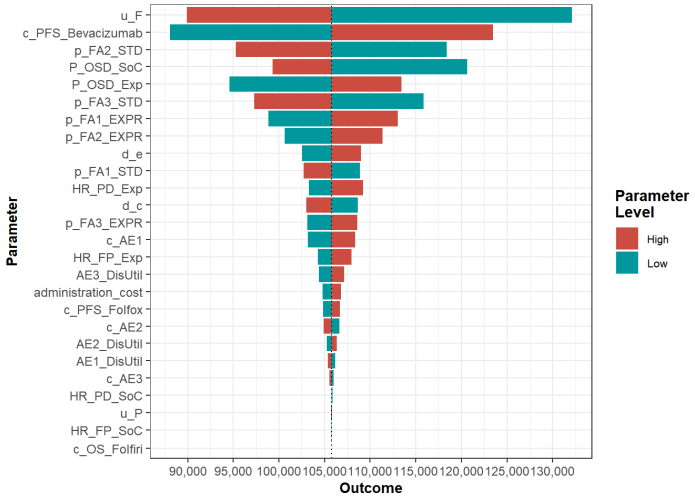 u_F
c_PFS_Bevacizumab
p_FA2_STD
P_OSD_SoC
P_OSD_Exp
p_FA3_STD
p_FA1_EXPR
p_FA2_EXPR
d_e
p_FA1_STD
HR_PD_Exp
d_c
p_FA3_EXPR
c_AE1
HR_FP_Exp
AE3_DisUtil
administration_cost
c_PFS_Folfox
c_AE2
AE2_DisUtil
AE1_DisUtil
c_AE3
HR_PD_SoC
u_P
HR_FP_SoC
c_OS_Folfiri
Parameter
90,000 95,000 100,000 105,000 110,000 115,000 120,000 125,000 130,000
Outcome
Parameter
Level
High
Low